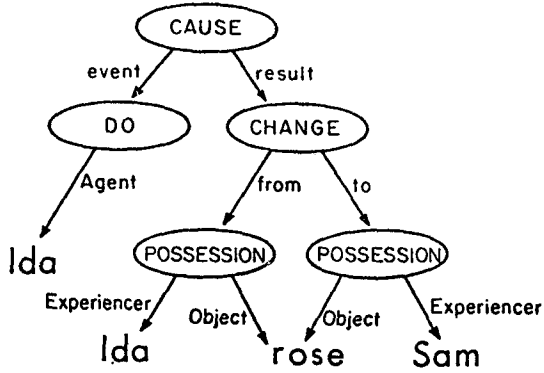 CAUSE
event result
DO CHANGE
Agent from to
Ida POSSESSION POSSESSION
Experiencer Object Object Experiencer
Ida rose Sam